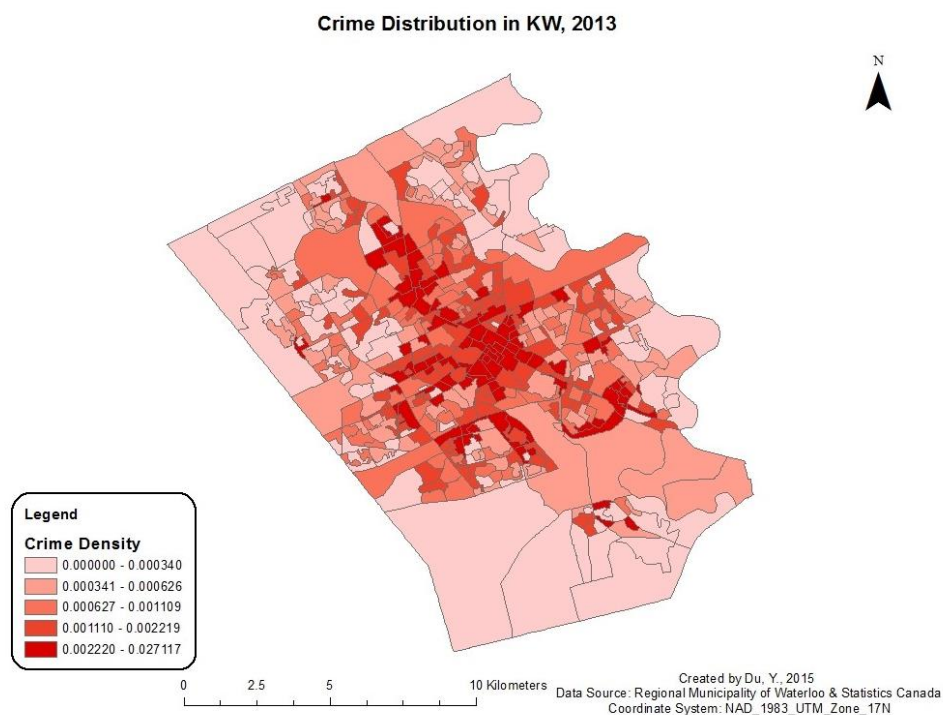 Crime Distribution in KW, 2013
N
Legend
Crime Density
0.000000 - 0.000340
0.000341 - 0.000626
0.000627 - 0.001109
0.001110 - 0.002219
0.002220 - 0.027117
0 2.5 5 10 Kilometers
Created by Du, Y., 2015
Data Source: Regional Municipality of Waterloo & Statistics Canada
Coordinate System: NAD_1983_UTM_Zone_17N